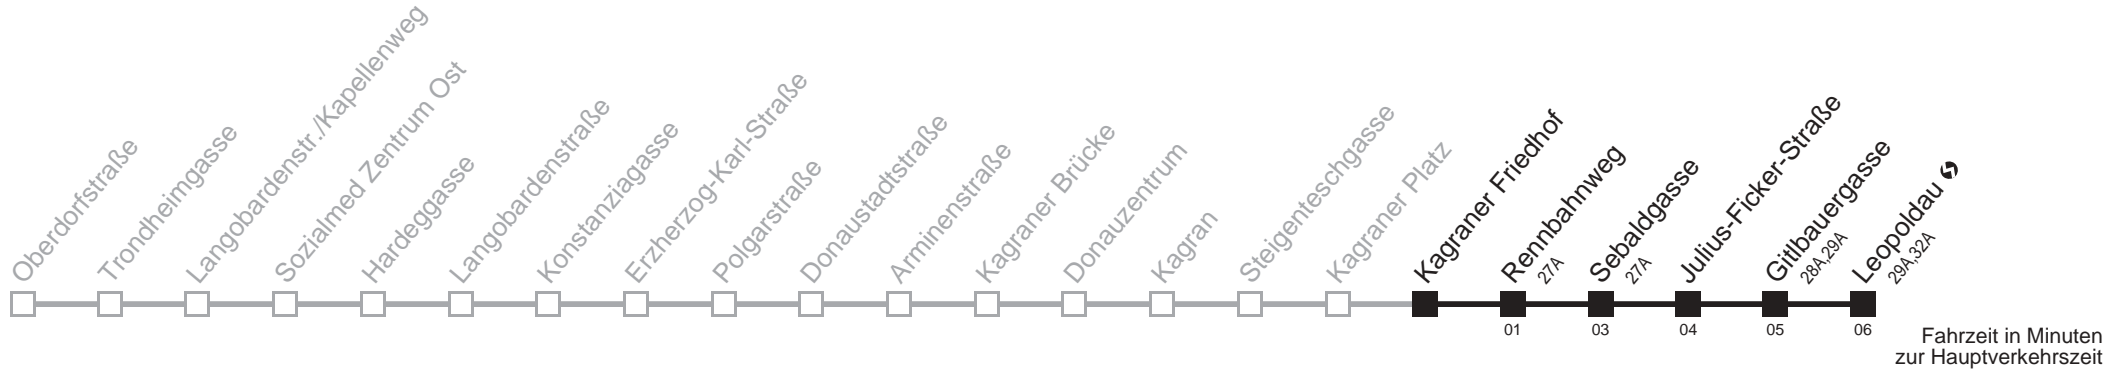 Oberdorfstraße
Trondheimgasse
Langobardenstr./Kapellenweg
Sozialmed Zentrum Ost
Hardeggasse
Langobardenstraße
Konstanziagasse
Erzherzog-Karl-Straße
Polgarstraße
Donaustadtstraße
Arminenstraße
Kagraner Brücke
Donauzentrum
Kagran
Steigenteschgasse
Kagraner Platz
Kagraner Friedhof
Rennbahnweg
27A
Sebaldgasse
27A
Julius-Ficker-Straße
Gitlbauergasse
28A,29A
Leopoldau
29A,32A
01
03
04
05
06
Fahrzeit in Minuten
zur Hauptverkehrszeit